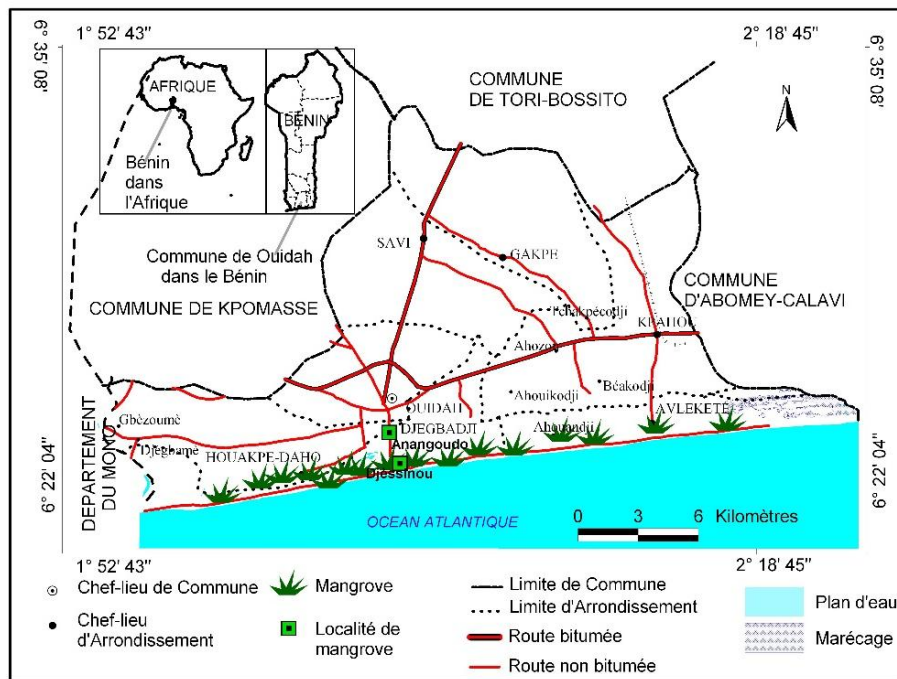 1° 52' 43"
2° 18' 45"
6° 35' 08"
6° 35' 08"
AFRIQUE
BÉNIN
Bénin
dans
l'Afrique
Commune de Ouidah
dans le Bénin
COMMUNE
DE TORI-BOSSITO
COMMUNE DE KPOMASSE
COMMUNE
D'ABOMEY-CALAVI
SAVI
GAKPE
Tchakpécodji
Ahozon
Ahouikodji
Béakodji
OUIDAH
AVLEKETE
Gbèzoumè
DJEGBADJI
Anangoudo
Djegbamè
HOUAKPE-DAHO
Djessinou
DEPARTEMENT
DU MONO
6° 22' 04"
6° 22' 04"
OCEAN ATLANTIQUE
0 3 6 Kilomètres
1° 52' 43"
2° 18' 45"
Chef-lieu de Commune
Chef-lieu
d'Arrondissement
Mangrove
Localité de
mangrove
Limite de Commune
Limite d'Arrondissement
Route bitumée
Route non bitumée
Plan d'eau
Marécage